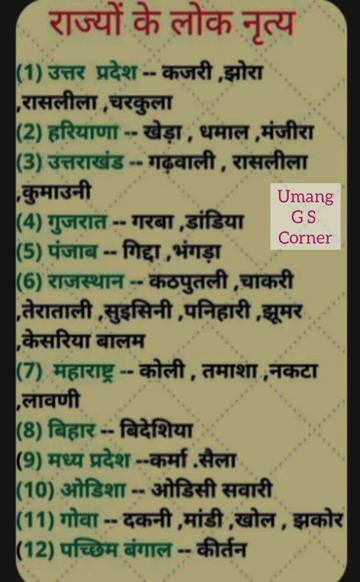 राज्यों के लोक नृत्य
(1) उत्तर प्रदेश -- कजरी ,झोरा
,रासलीला ,चरकुला
(2) हरियाणा -- खेड़ा , धमाल ,मंजीरा
(3) उत्तराखंड -- गढ़वाली , रासलीला
,कुमाउनी
Umang
G S
Corner
(4) गुजरात -- गरबा ,डांडिया
(5) पंजाब -- गिद्दा ,भंगड़ा
(6) राजस्थान -- कठपुतली ,चाकरी
,तेराताली ,सुइसिनी ,पनिहारी ,झूमर
,केसरिया बालम
(7) महाराष्ट्र -- कोली , तमाशा ,नकटा
,लावणी
(8) बिहार -- बिदेशिया
(9) मध्य प्रदेश --कर्मा .सैला
(10) ओडिशा -- ओडिसी सवारी
(11) गोवा -- दकनी ,मांडी ,खोल , झकोर
(12) पच्छिम बंगाल -- कीर्तन